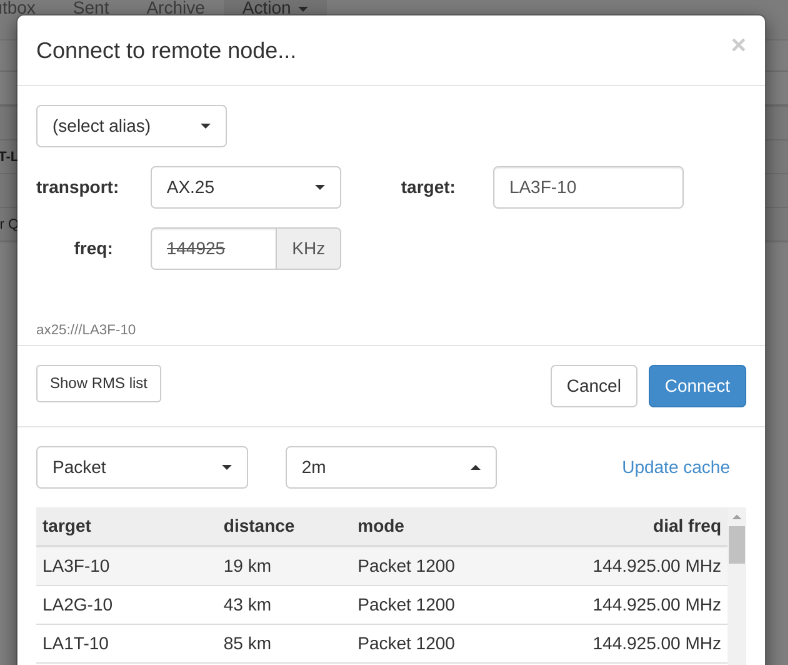 Sent Archive Action
Connect to remote node... ×
(select alias)
transport: AX.25 target: LA3F-10
freq: 144925 KHz
ax25:///LA3F-10
Show RMS list Cancel Connect
Packet 2m Update cache
target distance mode dial freq
LA3F-10 19 km Packet 1200 144.925.00 MHz
LA2G-10 43 km Packet 1200 144.925.00 MHz
LA1T-10 85 km Packet 1200 144.925.00 MHz